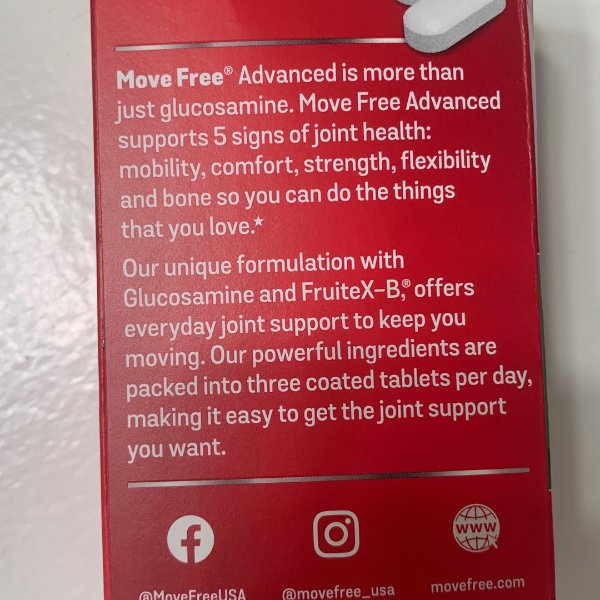 Move Free® Advanced is more than
just glucosamine. Move Free Advanced
supports 5 signs of joint health:
mobility, comfort, strength, flexibility
and bone so you can do the things
that you love.★
Our unique formulation with
Glucosamine and FruiteX-B,® offers
everyday joint support to keep you
moving. Our powerful ingredients are
packed into three coated tablets per day,
making it easy to get the joint support
you want.
www
@MoveFreeUSA @movefree_usa movefree.com